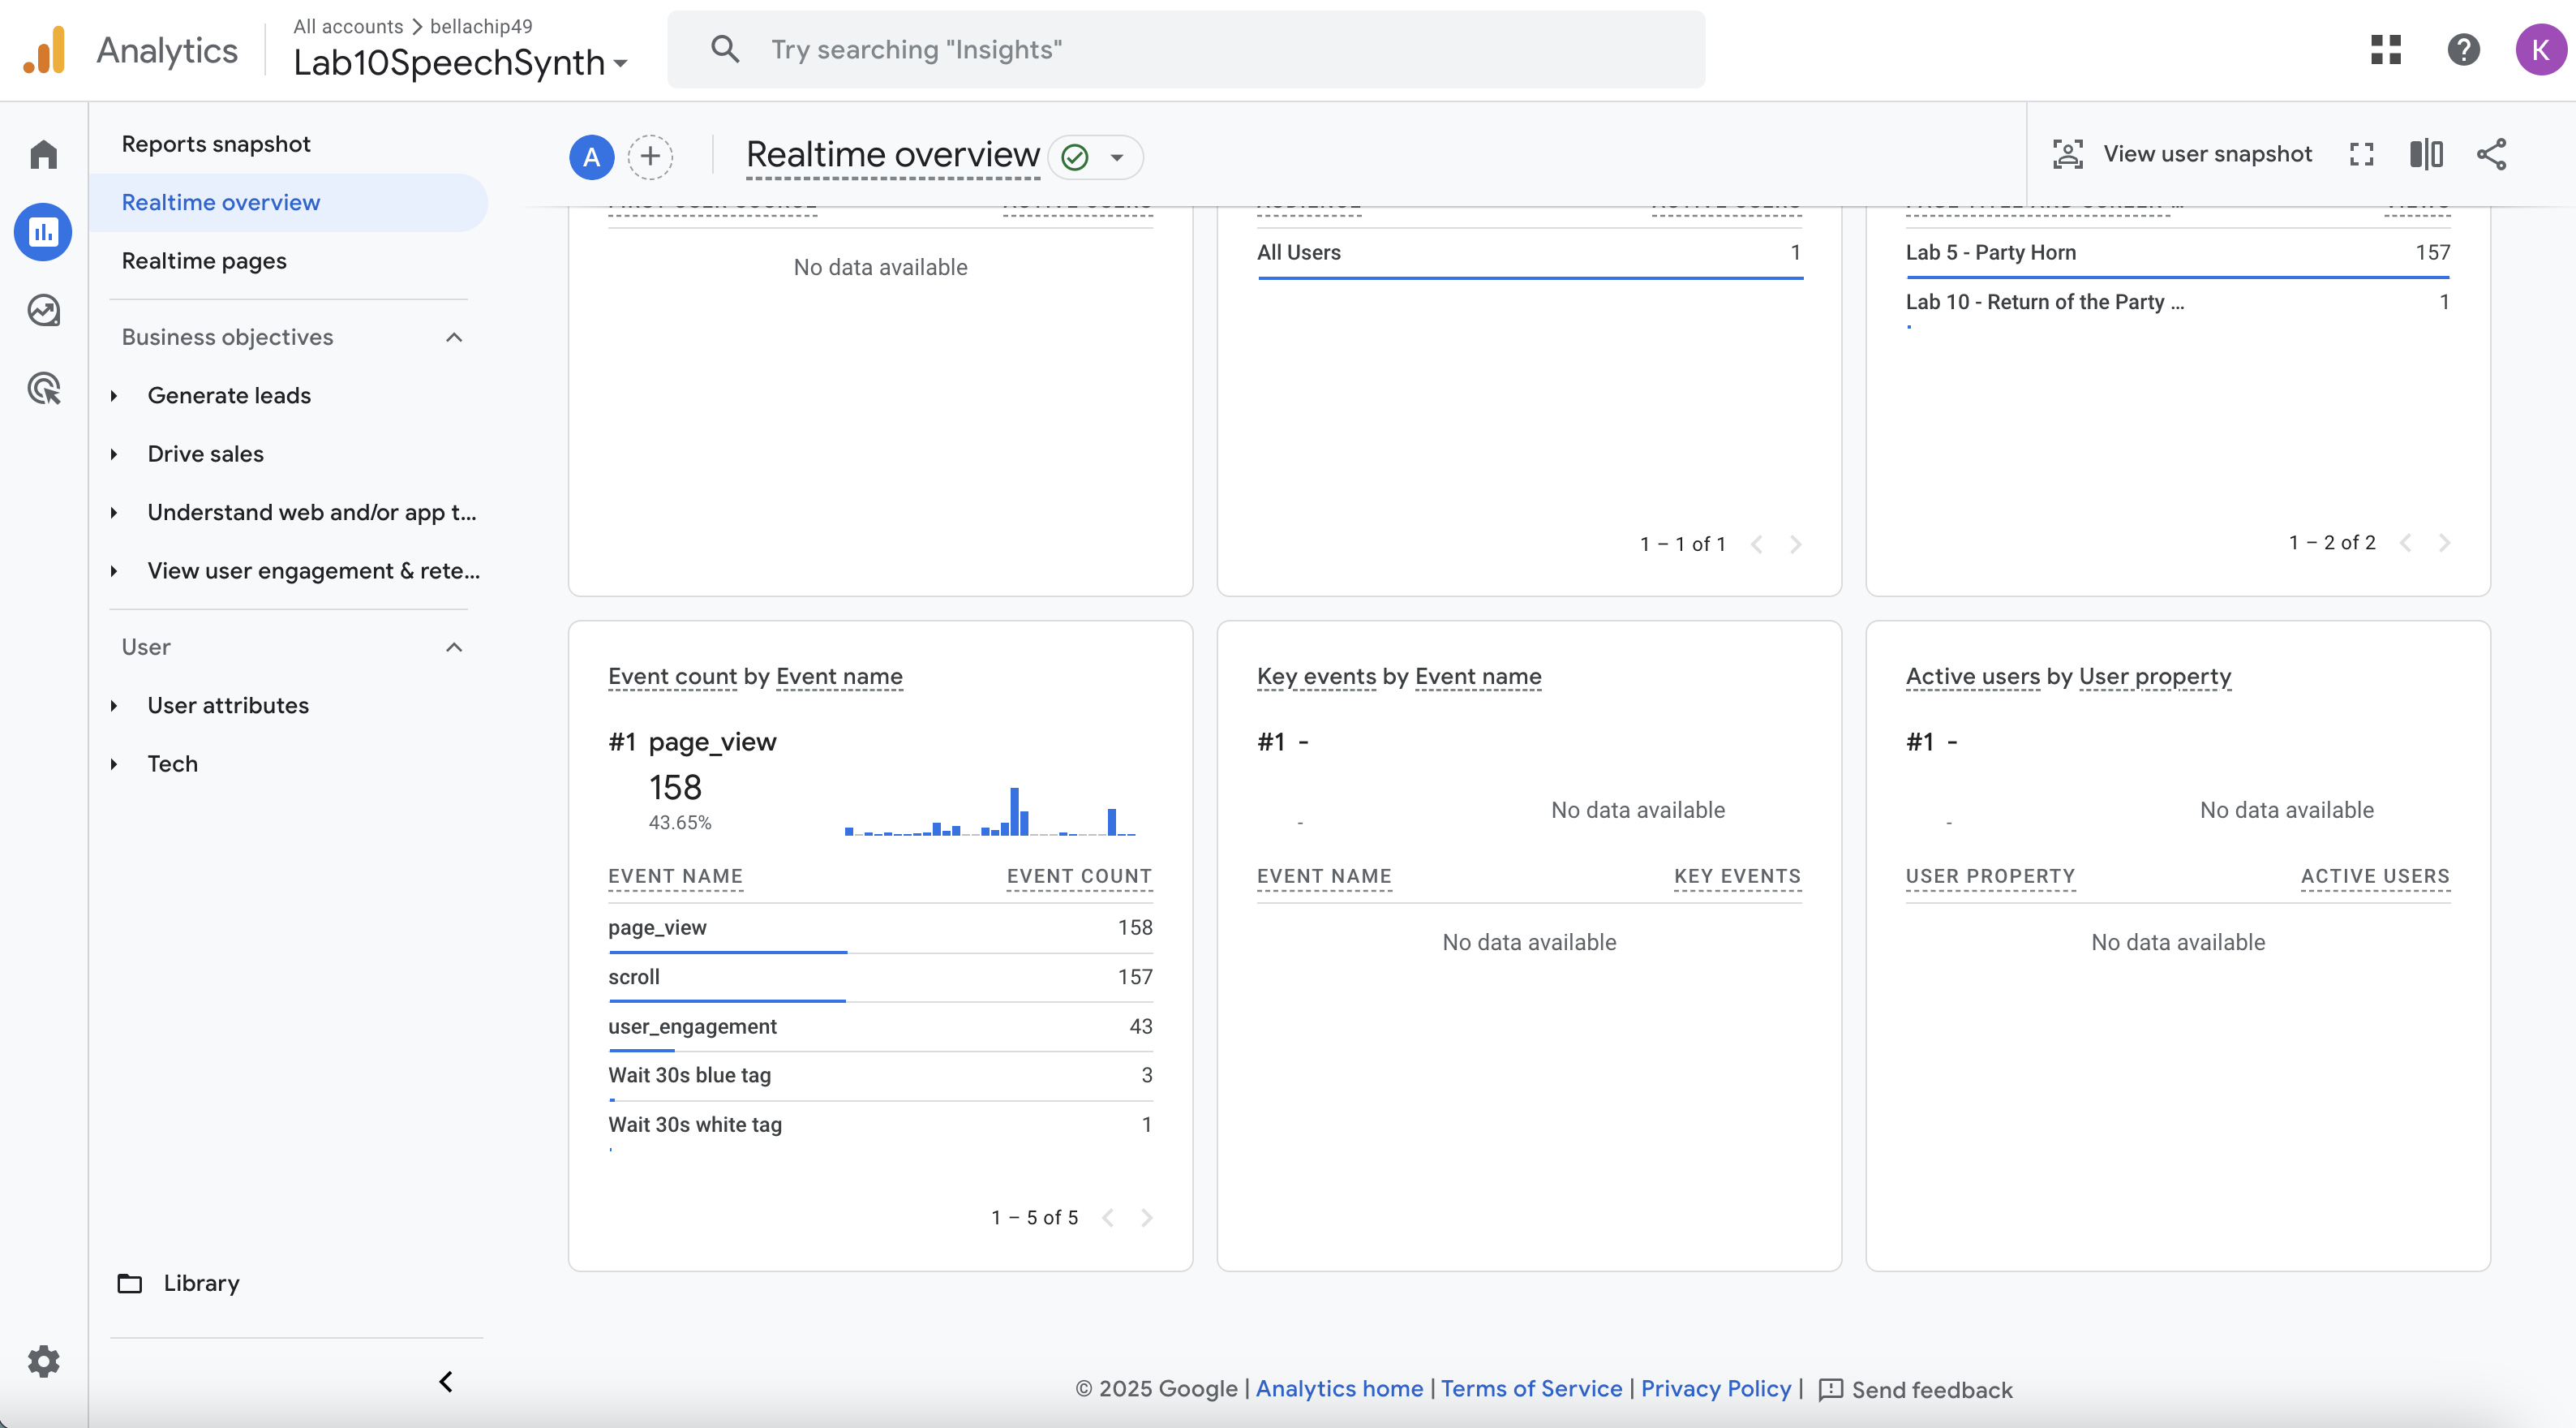 All accounts > bellachip49
Analytics
Lab10SpeechSynth
Try searching "Insights"
K
Reports snapshot
Realtime overview
Realtime pages
Business objectives
Generate leads
Drive sales
Understand web and/or app t...
View user engagement & rete...
User
User attributes
Tech
Library
A
Realtime overview
View user snapshot
No data available
All Users 1
1 – 1 of 1
Lab 5 - Party Horn 157
Lab 10 - Return of the Party ... 1
1 – 2 of 2
Event count by Event name
#1 page_view
158
43.65%
EVENT NAME EVENT COUNT
page_view 158
scroll 157
user_engagement 43
Wait 30s blue tag 3
Wait 30s white tag 1
1 – 5 of 5
Key events by Event name
#1 -
-
No data available
EVENT NAME KEY EVENTS
No data available
Active users by User property
#1 -
-
No data available
USER PROPERTY ACTIVE USERS
No data available
© 2025 Google | Analytics home | Terms of Service | Privacy Policy | Send feedback